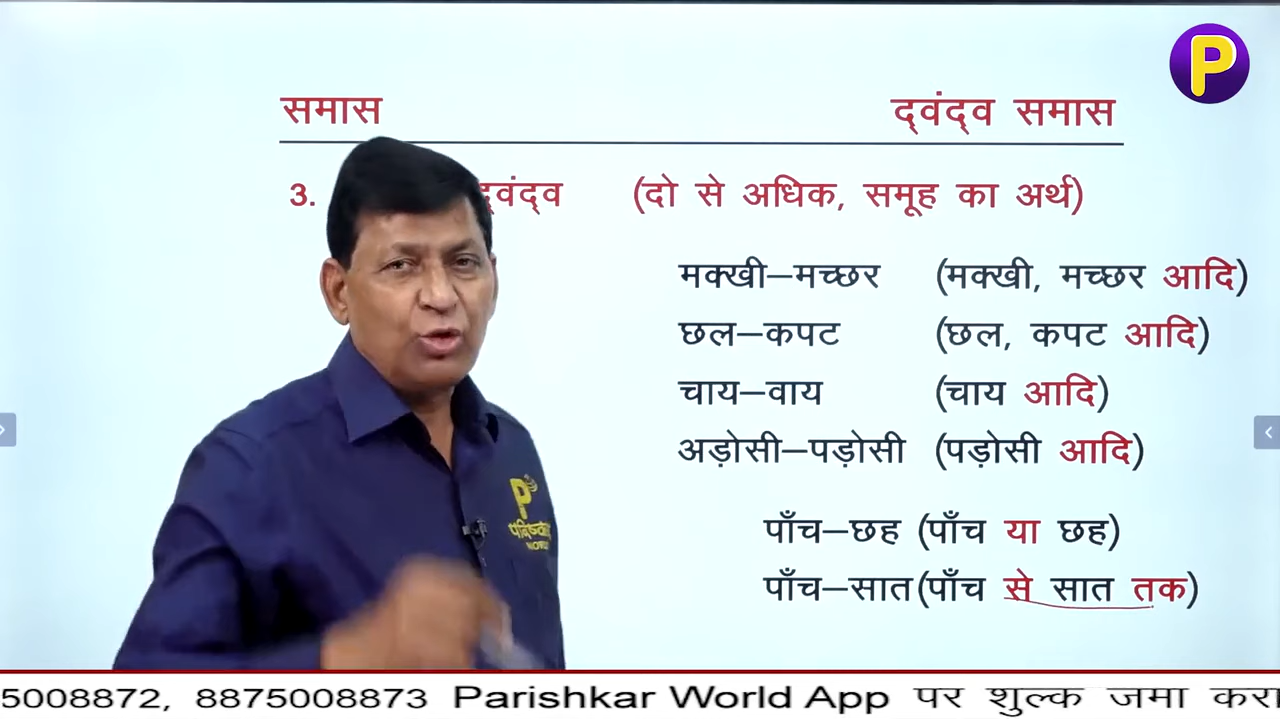 P
समास द्वंद्व समास
3. द्वंद्व (दो से अधिक, समूह का अर्थ)
मक्खी–मच्छर (मक्खी, मच्छर आदि)
छल–कपट (छल, कपट आदि)
चाय–वाय (चाय आदि)
अड़ोसी–पड़ोसी (पड़ोसी आदि)
पाँच–छह (पाँच या छह)
पाँच–सात (पाँच से सात तक)
5008872, 8875008873 Parishkar World App पर शुल्क जमा करा